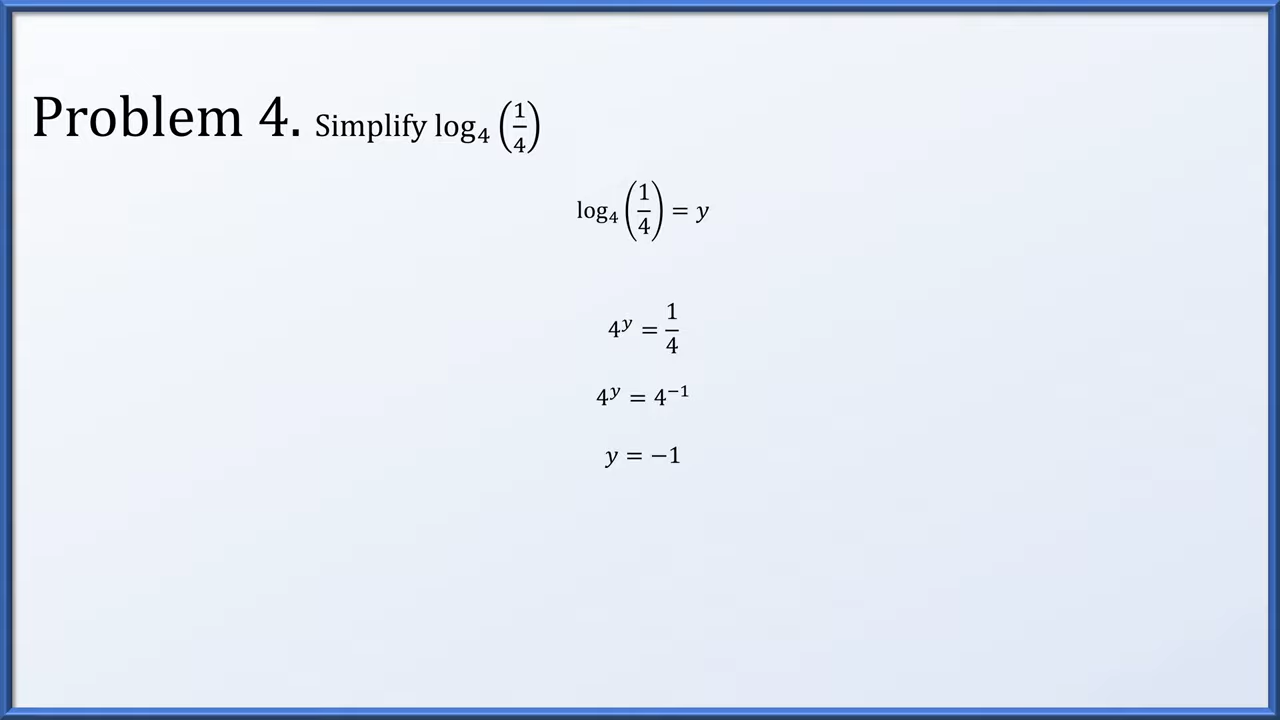 Problem 4. Simplify log₄ (1/4)
log₄ (1/4) = y
4ʸ = 1/4
4ʸ = 4⁻¹
y = −1